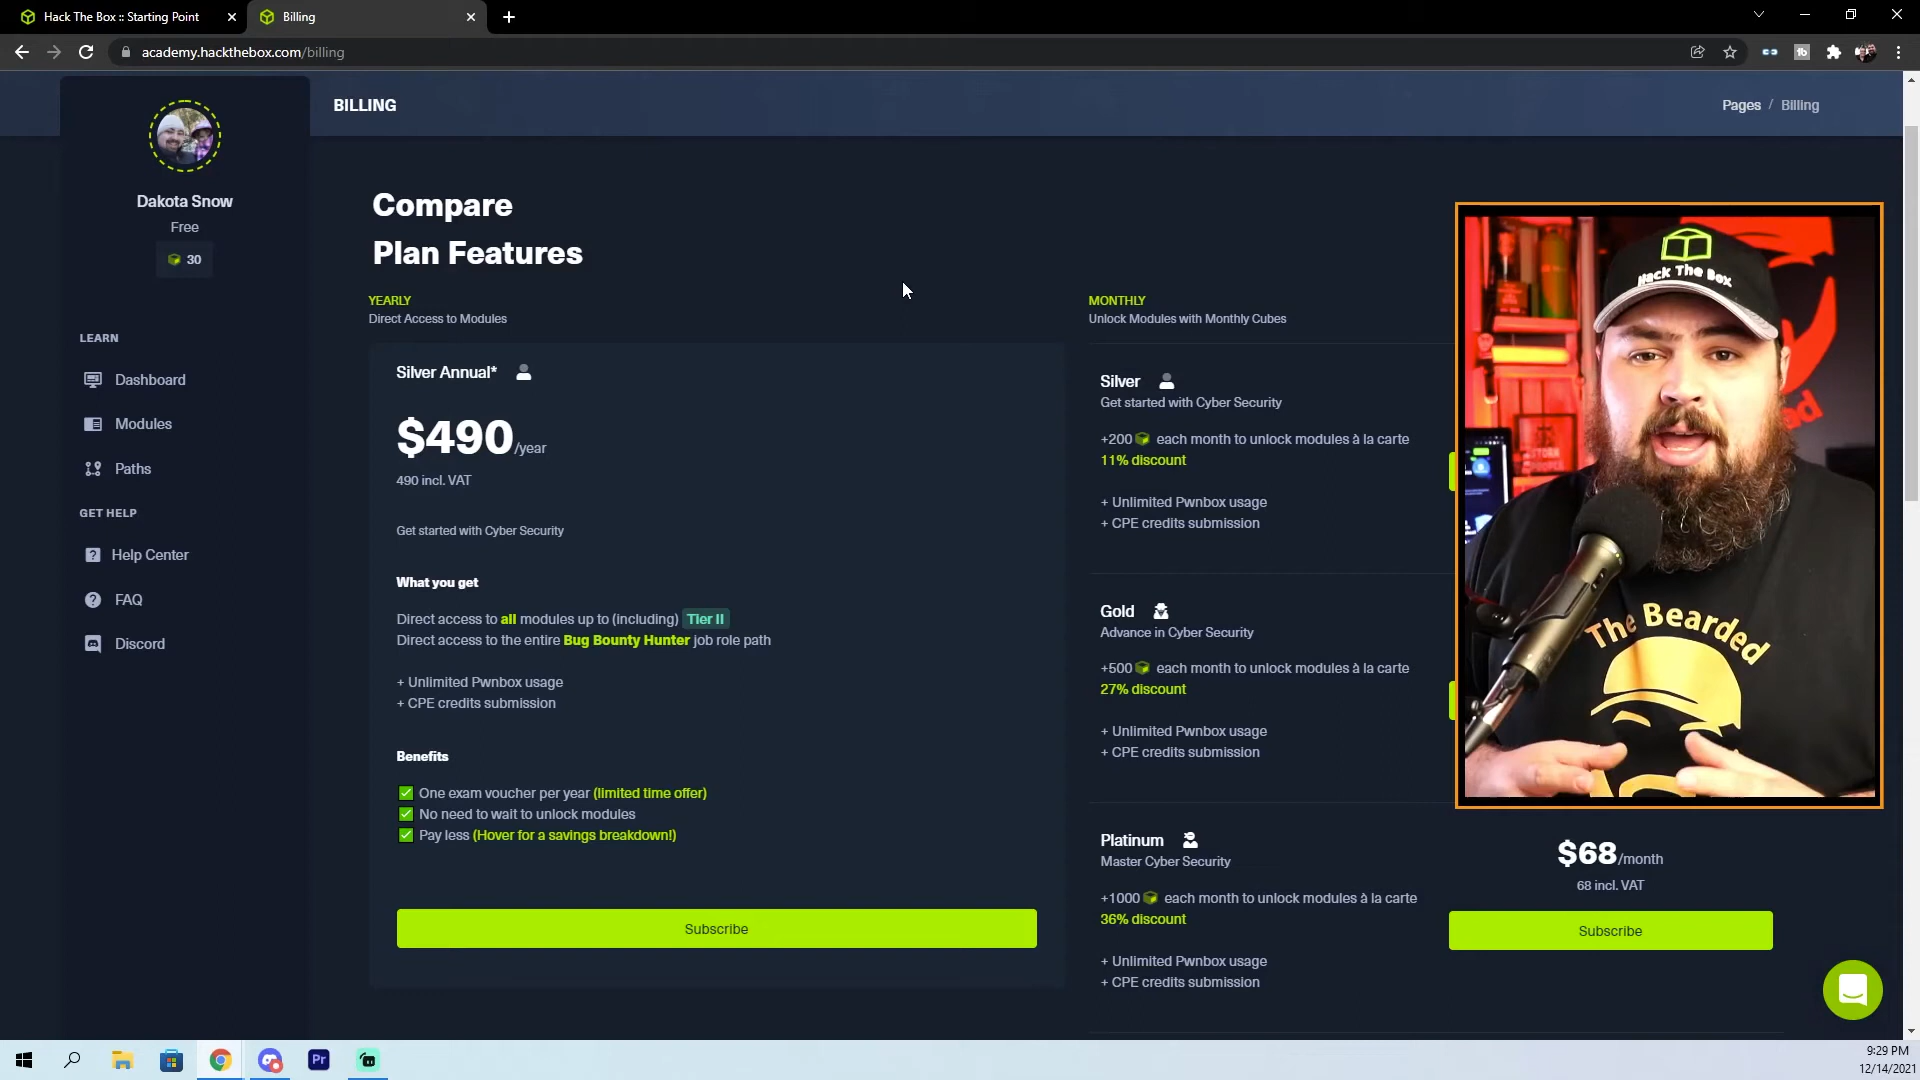 Hack The Box :: Starting Point
Billing
academy.hackthebox.com/billing
BILLING
Pages / Billing
Dakota Snow
Free
30
LEARN
Dashboard
Modules
Paths
GET HELP
Help Center
FAQ
Discord
Compare
Plan Features
YEARLY
Direct Access to Modules
Silver Annual*
$490/year
490 incl. VAT
Get started with Cyber Security
What you get
Direct access to all modules up to (including) Tier II
Direct access to the entire Bug Bounty Hunter job role path
+ Unlimited Pwnbox usage
+ CPE credits submission
Benefits
One exam voucher per year (limited time offer)
No need to wait to unlock modules
Pay less (Hover for a savings breakdown!)
Subscribe
MONTHLY
Unlock Modules with Monthly Cubes
Silver
Get started with Cyber Security
+200 each month to unlock modules à la carte
11% discount
+ Unlimited Pwnbox usage
+ CPE credits submission
Gold
Advance in Cyber Security
+500 each month to unlock modules à la carte
27% discount
+ Unlimited Pwnbox usage
+ CPE credits submission
Platinum
Master Cyber Security
+1000 each month to unlock modules à la carte
36% discount
+ Unlimited Pwnbox usage
+ CPE credits submission
$68/month
68 incl. VAT
Subscribe
Hack The Box
The Bearded
Pr
9:29 PM
12/14/2021